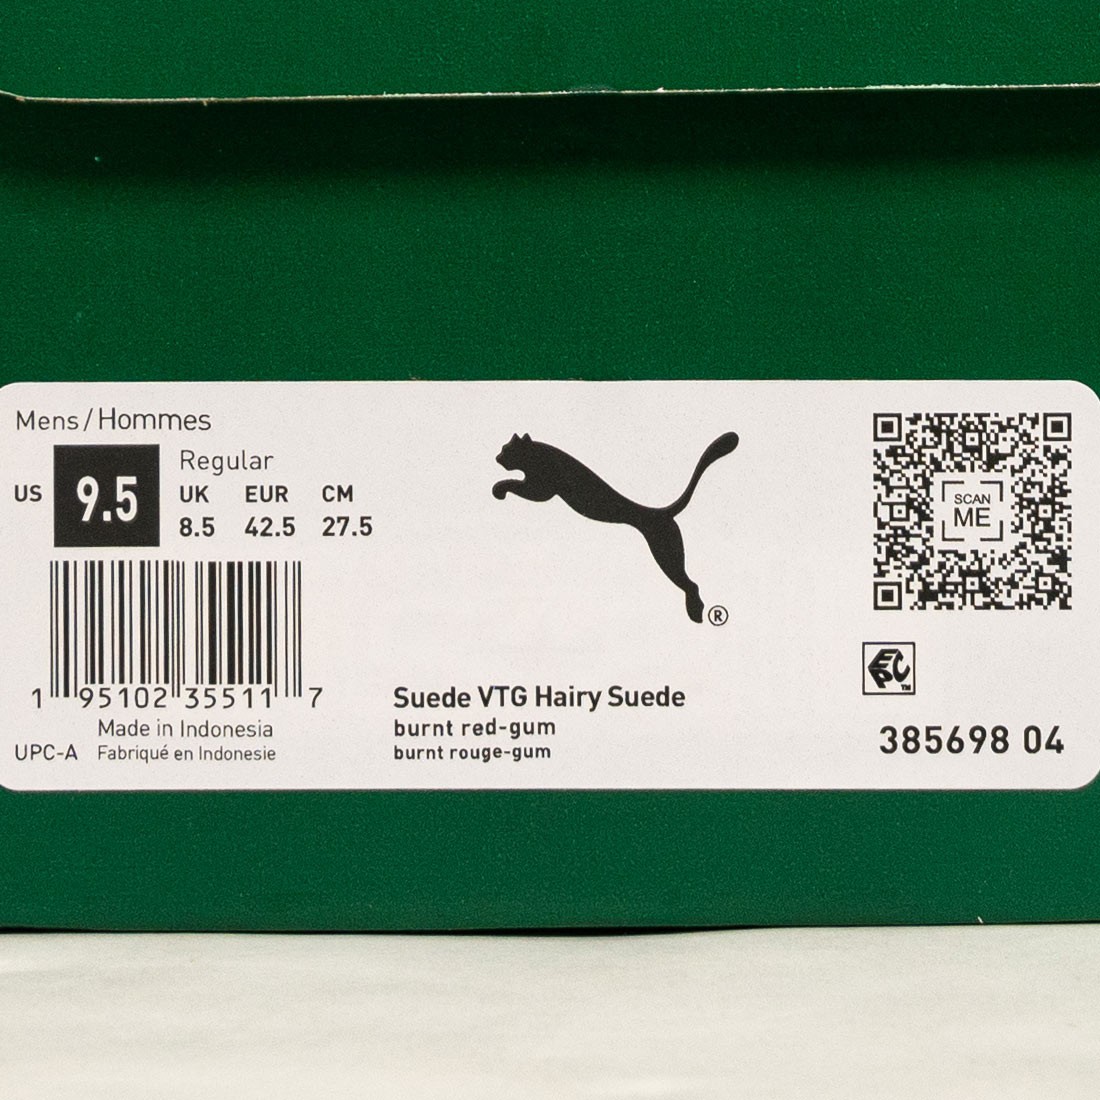 Mens/Hommes
US 9.5
Regular
UK EUR CM
8.5 42.5 27.5
1 95102 35511 7
Made in Indonesia
UPC-A Fabriqué en Indonesie
®
Suede VTG Hairy Suede
burnt red-gum
burnt rouge-gum
SCAN
ME
EPC™
385698 04